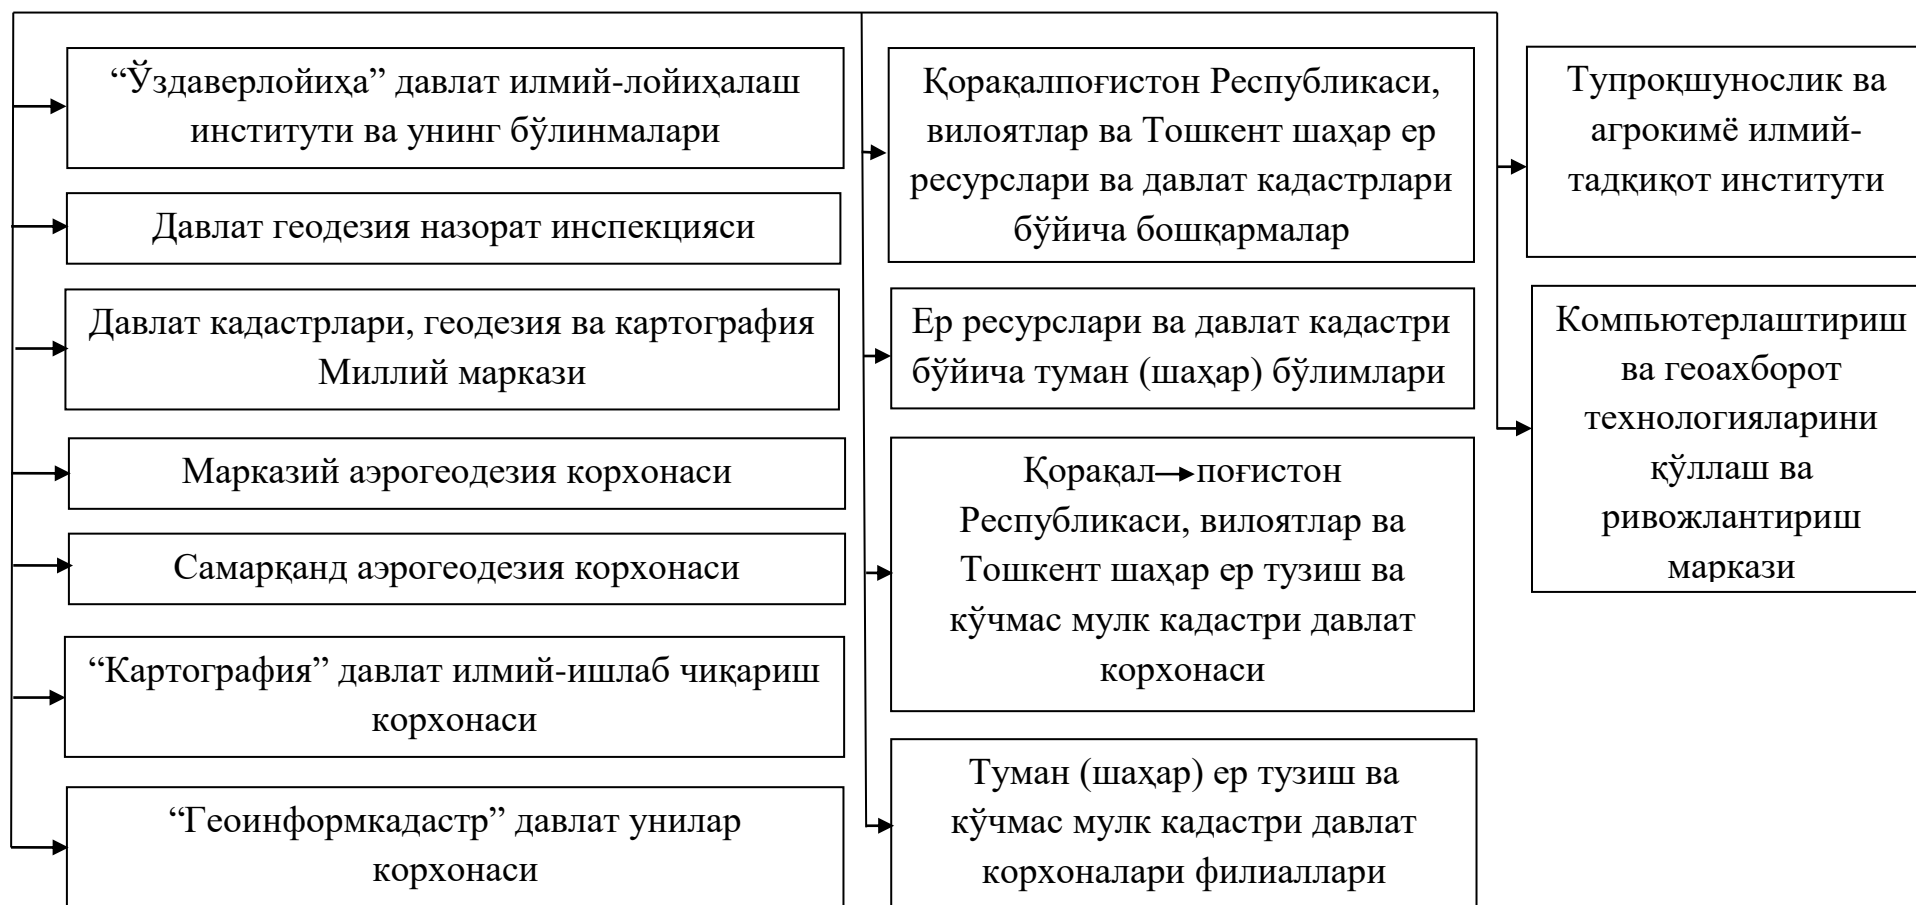 “Ўздаверлойиҳа” давлат илмий-лойиҳалаш
институти ва унинг бўлинмалари
Давлат геодезия назорат инспекцияси
Давлат кадастрлари, геодезия ва картография
Миллий маркази
Марказий аэрогеодезия корхонаси
Самарқанд аэрогеодезия корхонаси
“Картография” давлат илмий-ишлаб чиқариш
корхонаси
“Геоинформкадастр” давлат унилар
корхонаси
Қорақалпоғистон Республикаси,
вилоятлар ва Тошкент шаҳар ер
ресурслари ва давлат кадастрлари
бўйича бошқармалар
Ер ресурслари ва давлат кадастри
бўйича туман (шаҳар) бўлимлари
Қорақалпоғистон
Республикаси, вилоятлар ва
Тошкент шаҳар ер тузиш ва
кўчмас мулк кадастри давлат
корхонаси
Туман (шаҳар) ер тузиш ва
кўчмас мулк кадастри давлат
корхоналари филиаллари
Тупроқшунослик ва
агрокимё илмий-
тадқиқот институти
Компьютерлаштириш
ва геоахборот
технологияларини
қўллаш ва
ривожлантириш
маркази